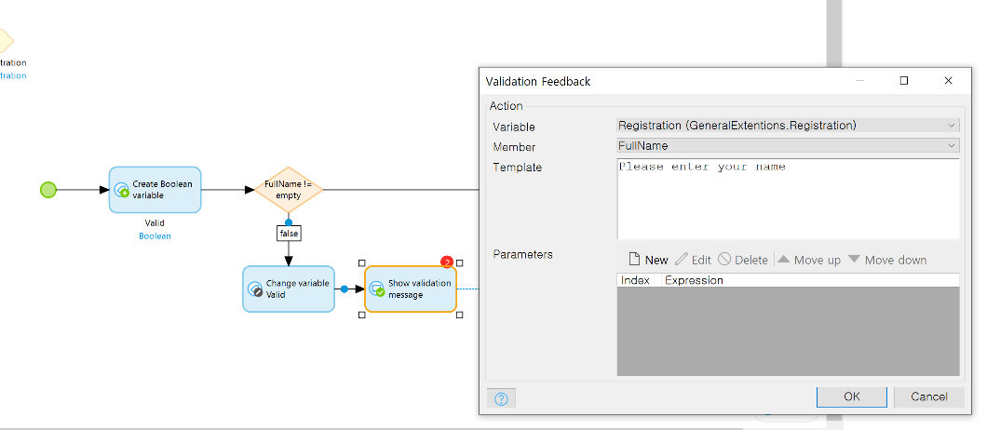 tration
tration
Create Boolean
variable
Valid
Boolean
FullName !=
empty
false
Change variable
Valid
2
Show validation
message
Validation Feedback
Action
Variable
Registration (GeneralExtentions.Registration)
Member
FullName
Template
Please enter your name
Parameters
New Edit Delete Move up Move down
Index Expression
?
OK Cancel